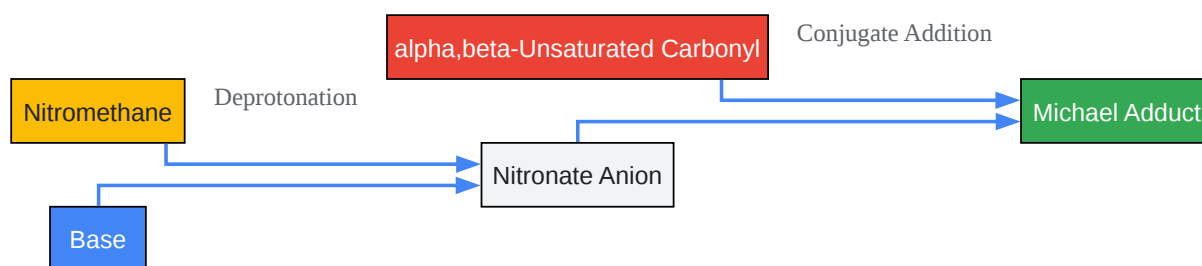 alpha,beta-Unsaturated Carbonyl
Conjugate Addition
Nitromethane
Deprotonation
Michael Adduct
Nitronate Anion
Base